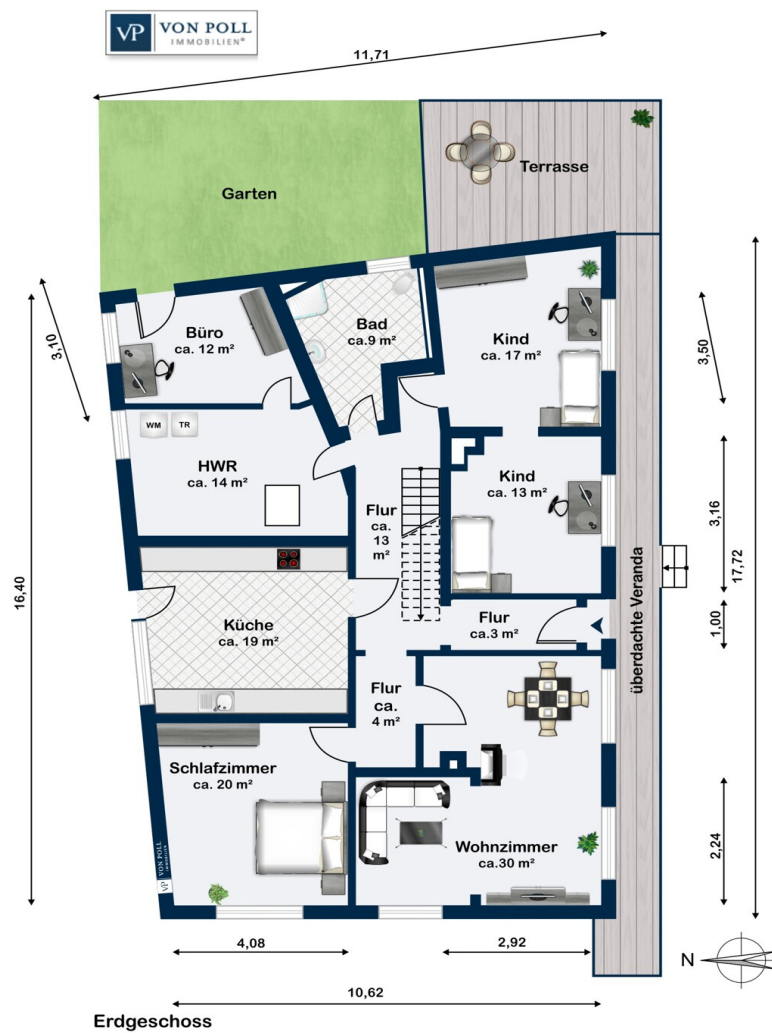 VP VON POLL
IMMOBILIEN®
11,71
Garten
Terrasse
3,10
Büro
ca. 12 m²
Bad
ca.9 m²
Kind
ca. 17 m²
3,50
WM
TR
HWR
ca. 14 m²
Flur
ca.
13
m²
Kind
ca. 13 m²
3,16
16,40
17,72
überdachte Veranda
Küche
ca. 19 m²
Flur
ca.3 m²
1,00
Flur
ca.
4 m²
Schlafzimmer
ca. 20 m²
Wohnzimmer
ca.30 m²
2,24
VP VON POLL
IMMOBILIEN
4,08
2,92
N
10,62
Erdgeschoss